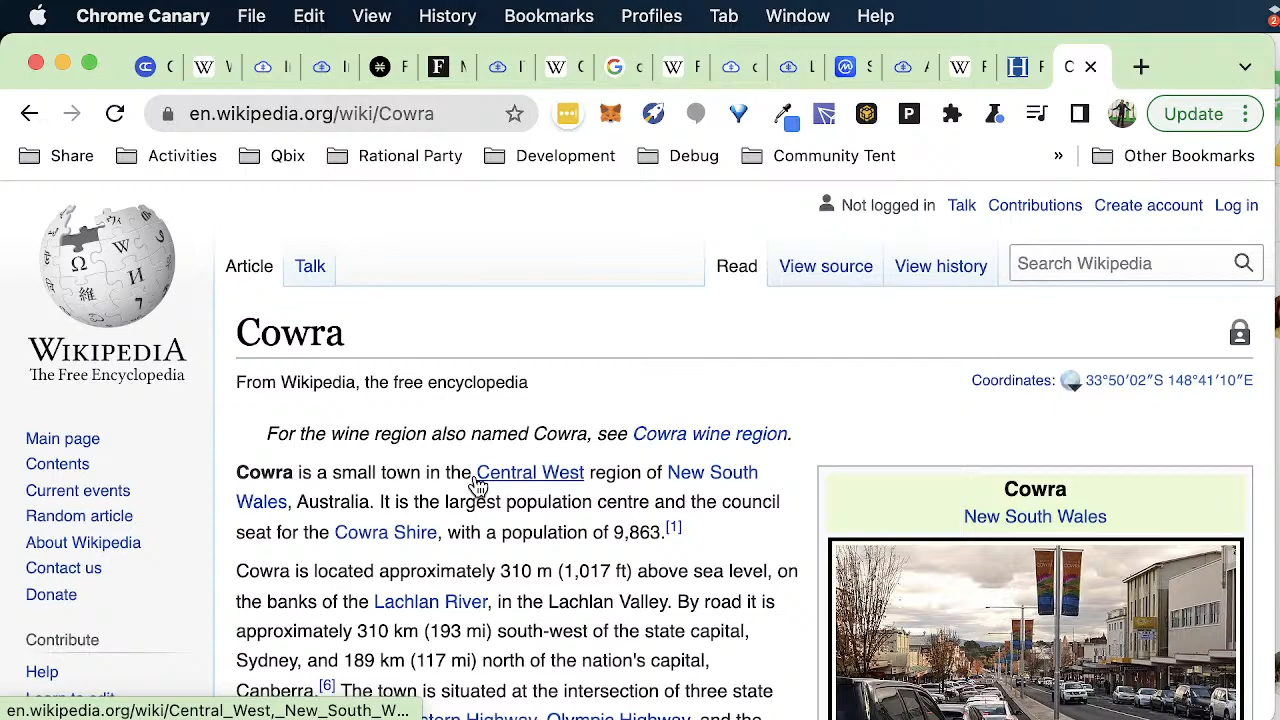 Chrome Canary File Edit View History Bookmarks Profiles Tab Window Help
2
en.wikipedia.org/wiki/Cowra
Update
Share Activities Qbix Rational Party Development Debug Community Tent » Other Bookmarks
Not logged in Talk Contributions Create account Log in
Article Talk Read View source View history Search Wikipedia
WIKIPEDIA
The Free Encyclopedia
Main page
Contents
Current events
Random article
About Wikipedia
Contact us
Donate
Contribute
Help
Cowra
From Wikipedia, the free encyclopedia
Coordinates: 33°50′02″S 148°41′10″E
For the wine region also named Cowra, see Cowra wine region.
Cowra is a small town in the Central West region of New South
Wales, Australia. It is the largest population centre and the council
seat for the Cowra Shire, with a population of 9,863.[1]
Cowra is located approximately 310 m (1,017 ft) above sea level, on
the banks of the Lachlan River, in the Lachlan Valley. By road it is
approximately 310 km (193 mi) south-west of the state capital,
Sydney, and 189 km (117 mi) north of the nation's capital,
Canberra.[6] The town is situated at the intersection of three state
Highway, Olympic Highway, and the
Cowra
New South Wales
en.wikipedia.org/wiki/Central_West,_New_South_W...